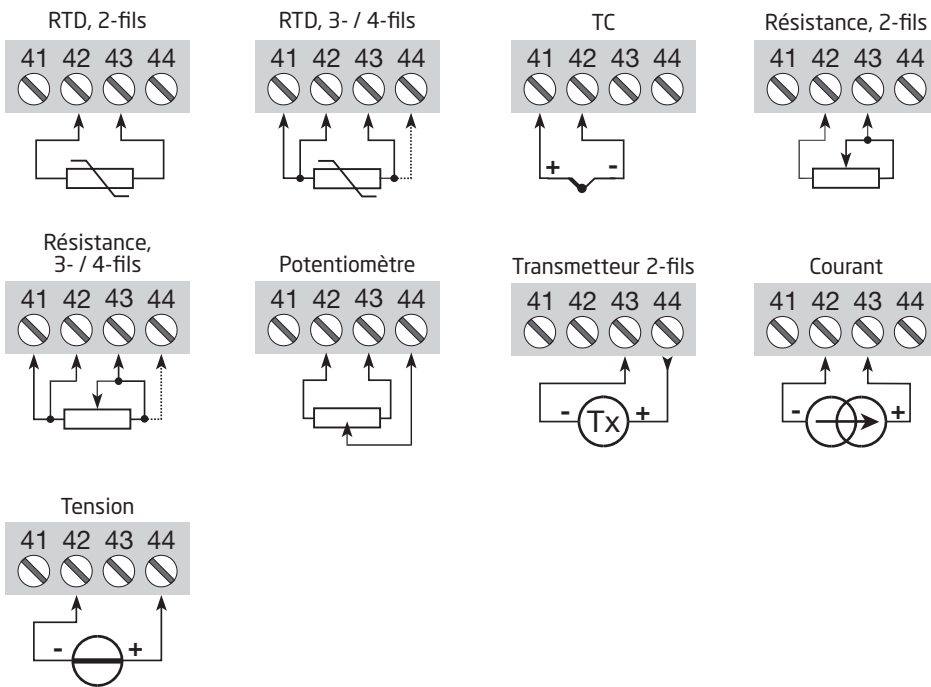 RTD, 2-fils
41 42 43 44
RTD, 3- / 4-fils
41 42 43 44
TC
41 42 43 44
+ -
Résistance, 2-fils
41 42 43 44
Résistance,
3- / 4-fils
41 42 43 44
Potentiomètre
41 42 43 44
Transmetteur 2-fils
41 42 43 44
- Tx +
Courant
41 42 43 44
- +
Tension
41 42 43 44
- +